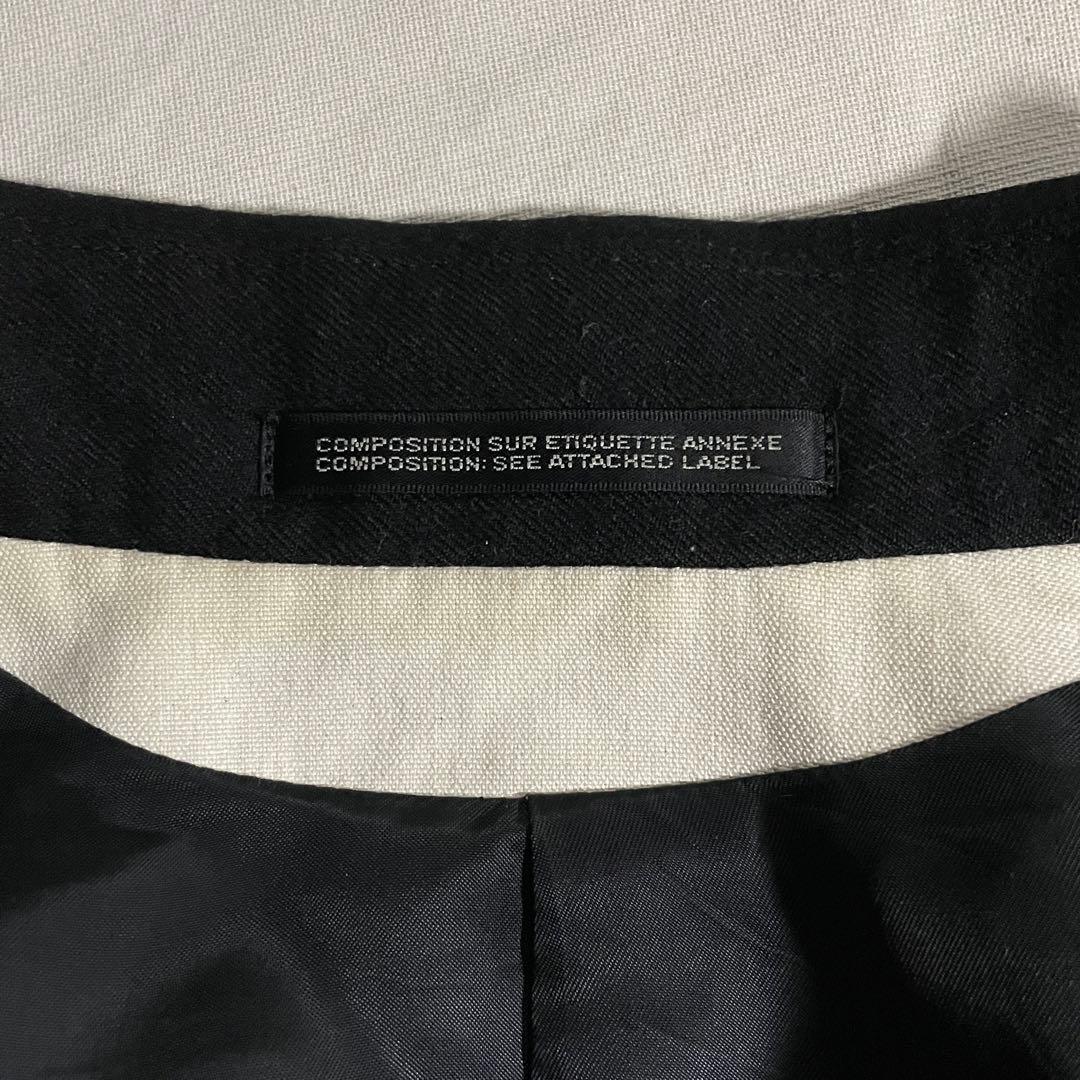 COMPOSITION SUR ETIQUETTE ANNEXE
COMPOSITION: SEE ATTACHED LABEL